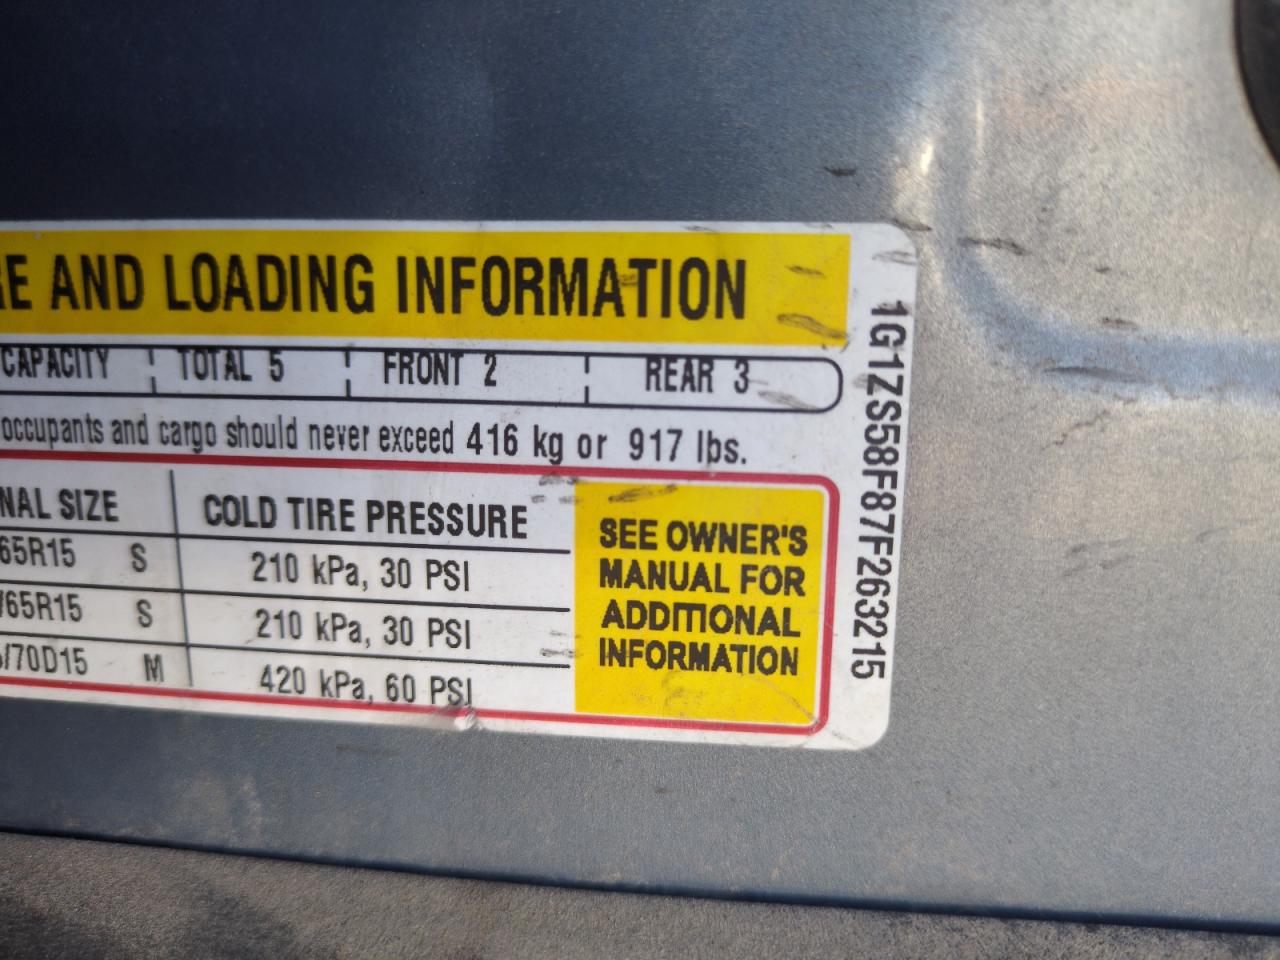 RE AND LOADING INFORMATION
CAPACITY TOTAL 5 FRONT 2 REAR 3
occupants and cargo should never exceed 416 kg or 917 lbs.
NAL SIZE COLD TIRE PRESSURE
65R15 S 210 kPa, 30 PSI
/65R15 S 210 kPa, 30 PSI
/70D15 M 420 kPa, 60 PSI
SEE OWNER'S
MANUAL FOR
ADDITIONAL
INFORMATION
1G1ZS58F87F263215